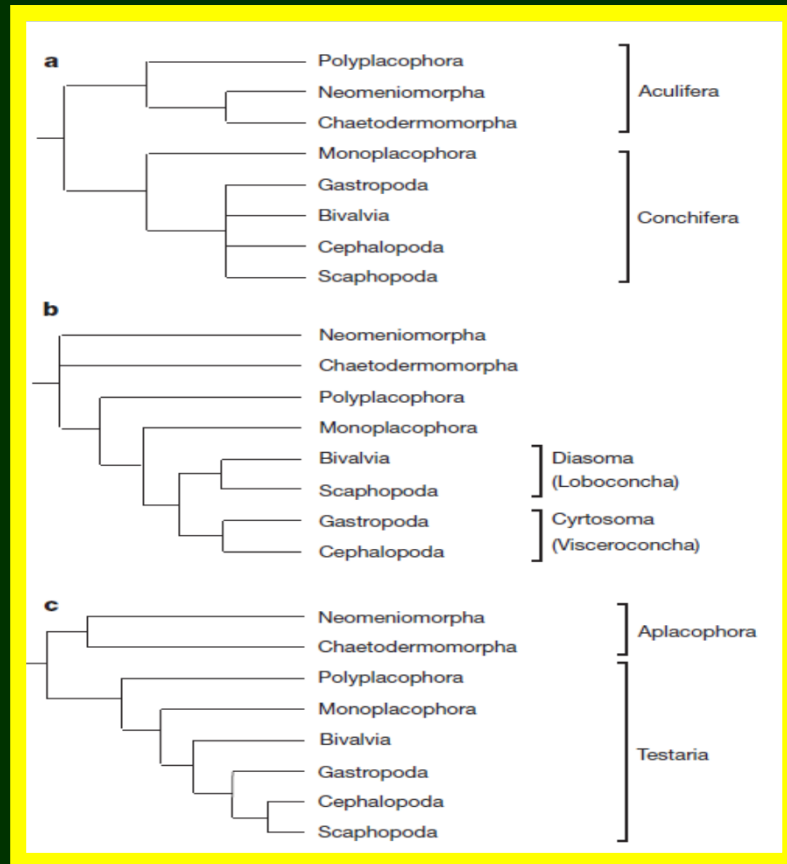 a
Polyplacophora
Neomeniomorpha
Chaetodermomorpha
Aculifera
Monoplacophora
Gastropoda
Bivalvia
Cephalopoda
Scaphopoda
Conchifera
b
Neomeniomorpha
Chaetodermomorpha
Polyplacophora
Monoplacophora
Bivalvia
Scaphopoda
Diasoma
(Loboconcha)
Gastropoda
Cephalopoda
Cyrtosoma
(Visceroconcha)
c
Neomeniomorpha
Chaetodermomorpha
Aplacophora
Polyplacophora
Monoplacophora
Bivalvia
Gastropoda
Cephalopoda
Scaphopoda
Testaria